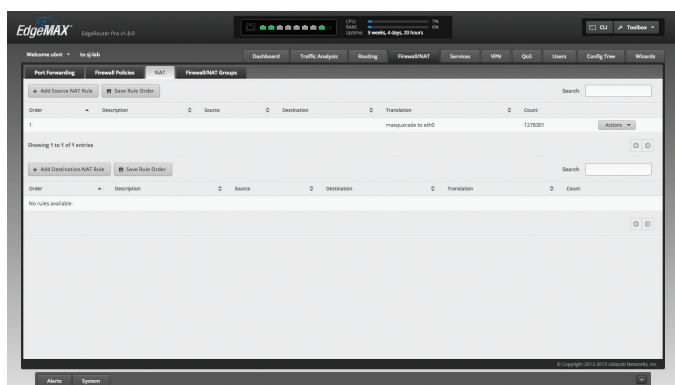 EdgeMAX EdgeRouter Pro v1.8.0
CPU: 7%
RAM: 6%
Uptime: 3 weeks, 4 days, 20 hours
CLI Toolbox
Welcome ubnt to sj-lab
Dashboard Traffic Analysis Routing Firewall/NAT Services VPN QoS Users Config Tree Wizards
Port Forwarding Firewall Policies NAT Firewall/NAT Groups
+ Add Source NAT Rule Save Rule Order Search
Order Description Source Destination Translation Count
1 masquerade to eth0 1278301 Actions
Showing 1 to 1 of 1 entries
+ Add Destination NAT Rule Save Rule Order Search
Order Description Source Destination Translation Count
No rules available.
© Copyright 2012-2015 Ubiquiti Networks, Inc.
Alerts System